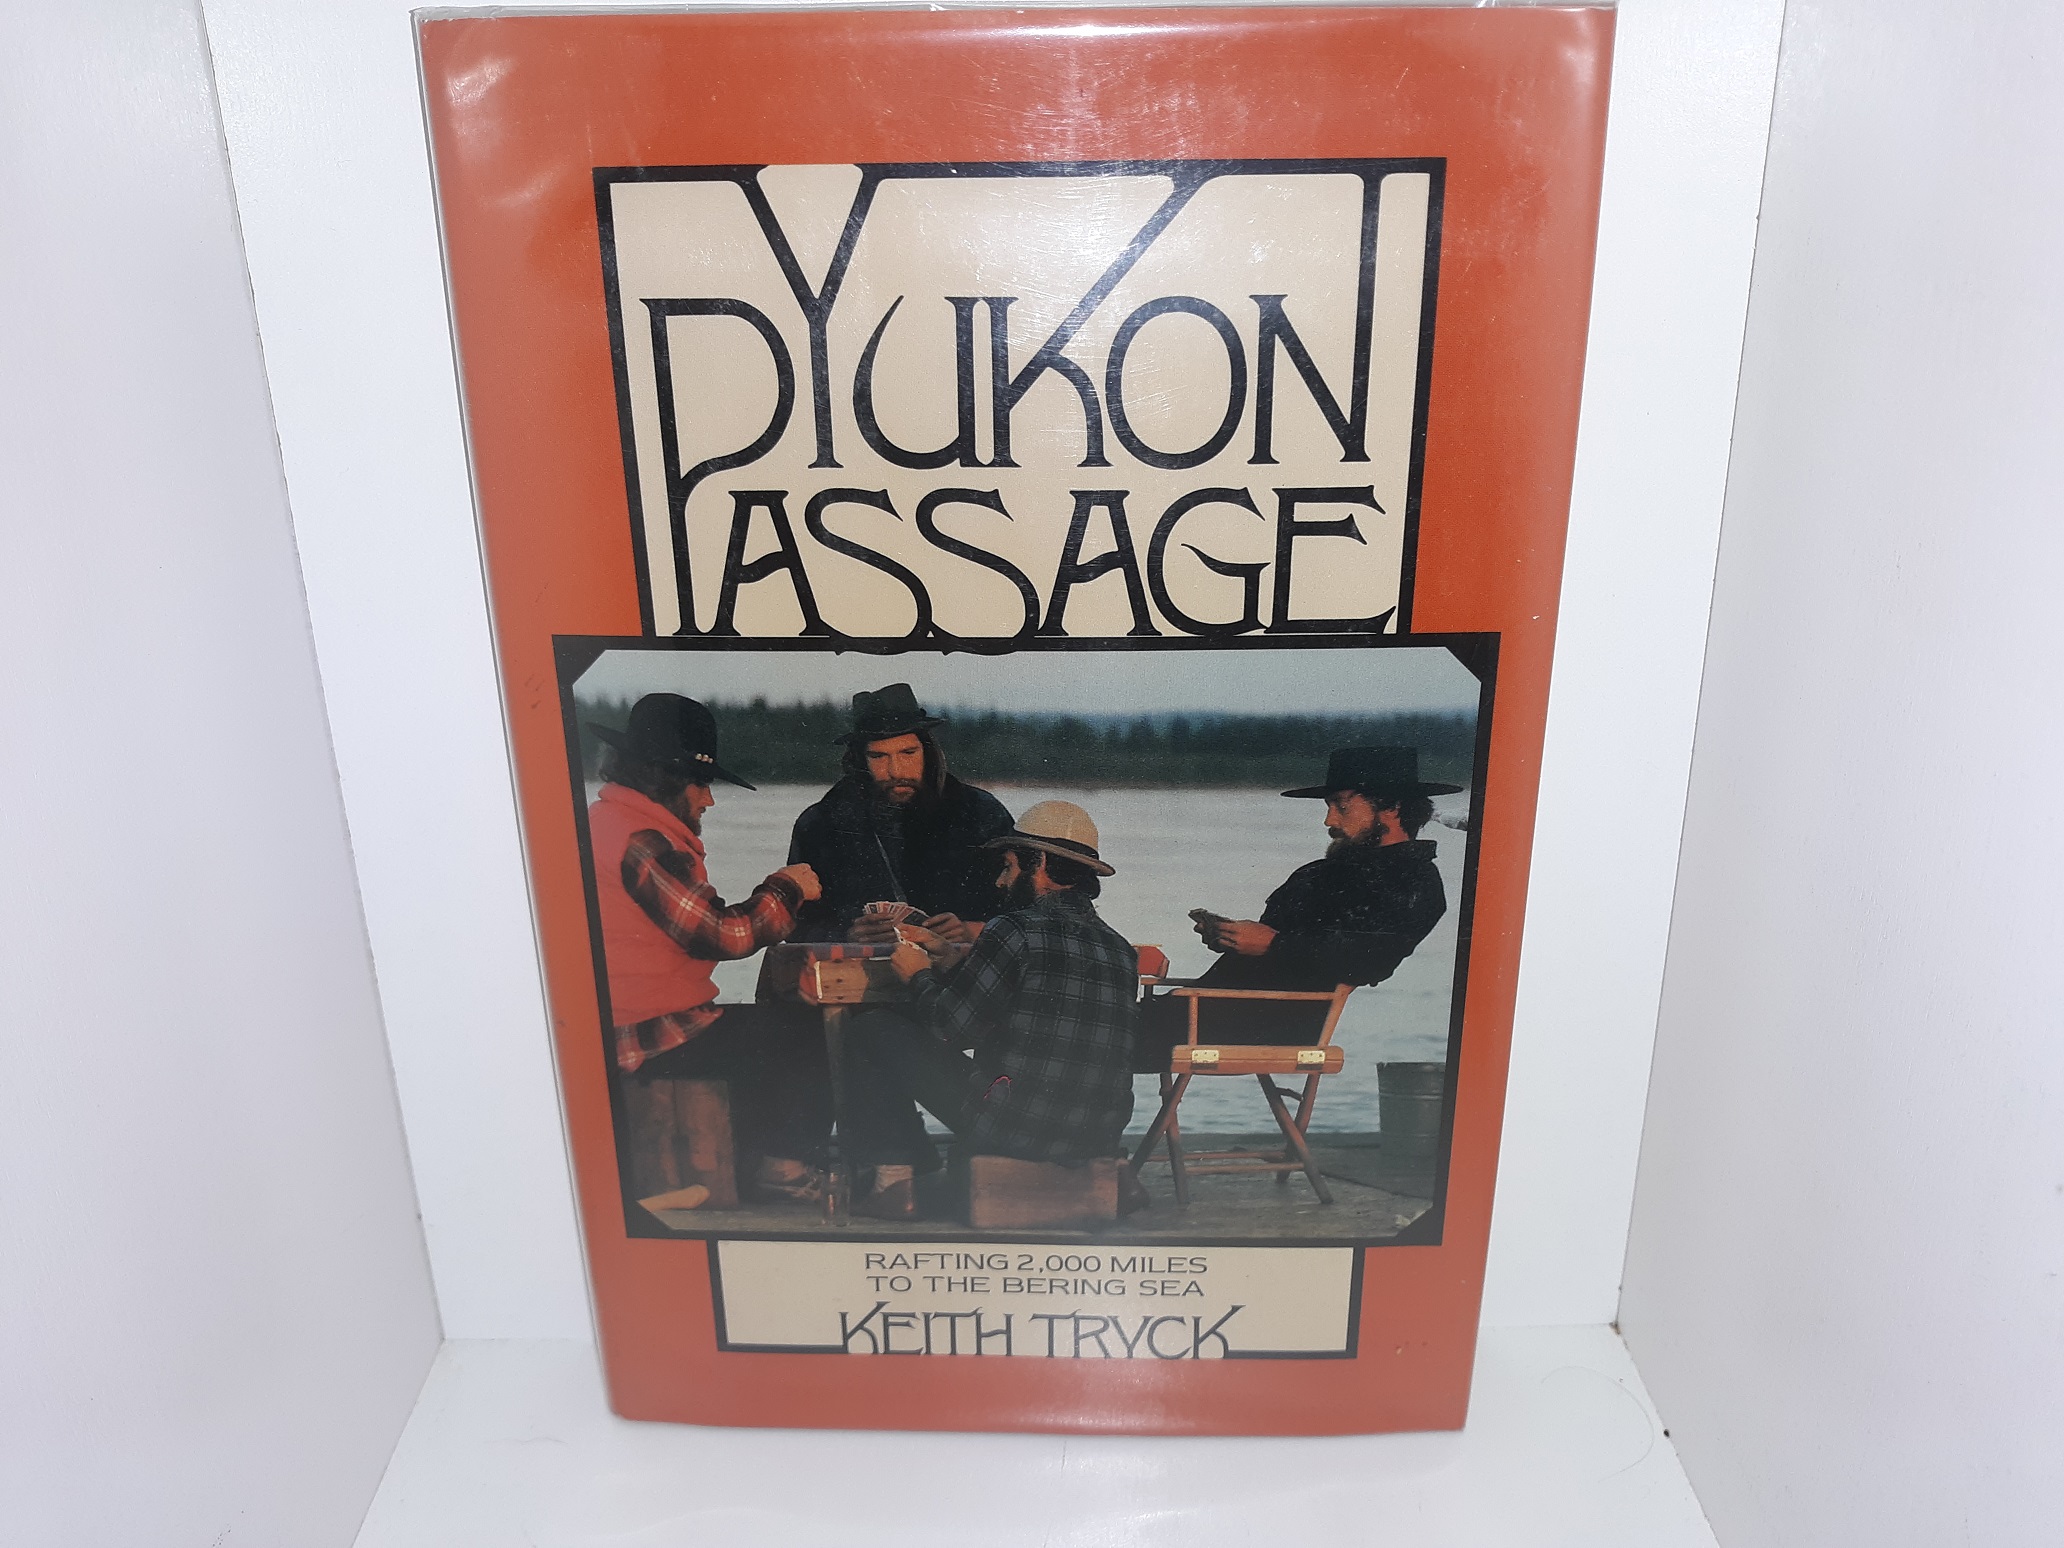 YUKON
PASSAGE
RAFTING 2,000 MILES
TO THE BERING SEA
KEITH TRYCK